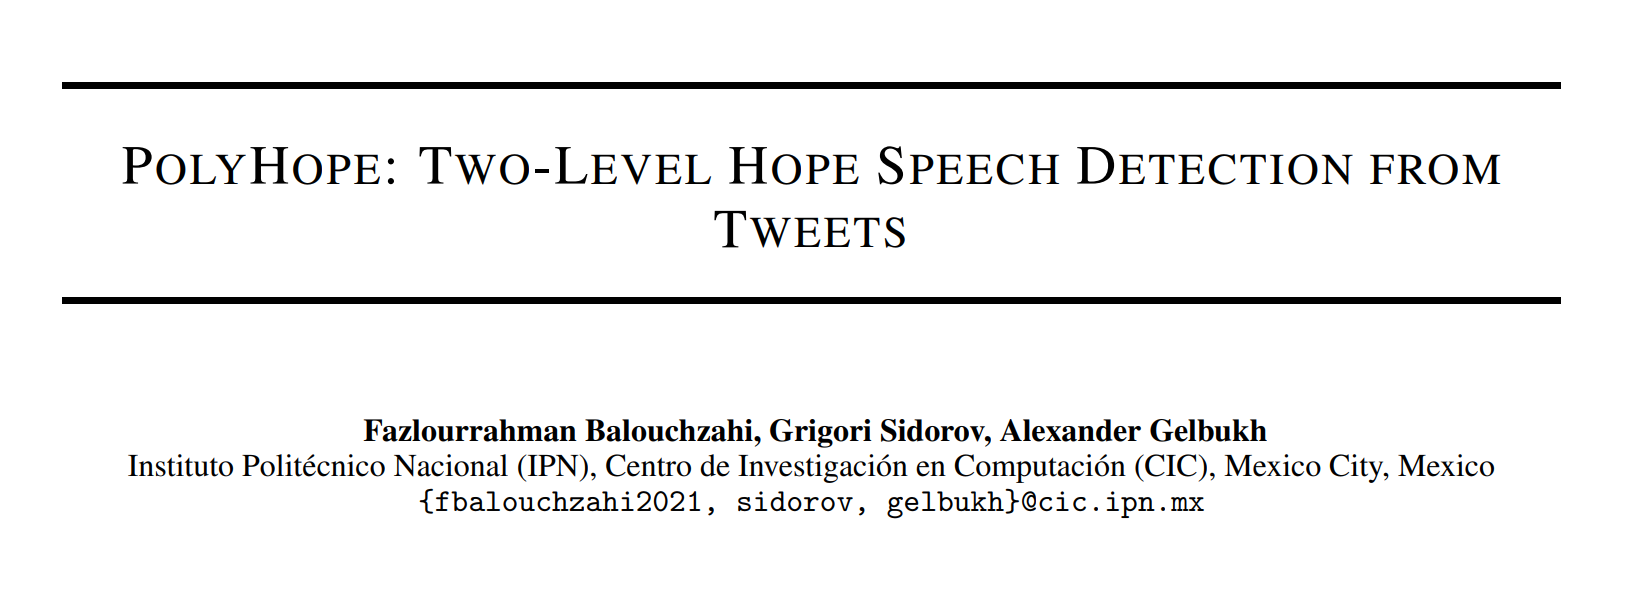 POLYHOPE: TWO-LEVEL HOPE SPEECH DETECTION FROM
TWEETS
Fazlourrahman Balouchzahi, Grigori Sidorov, Alexander Gelbukh
Instituto Politécnico Nacional (IPN), Centro de Investigación en Computación (CIC), Mexico City, Mexico
{fbalouchzahi2021, sidorov, gelbukh}@cic.ipn.mx